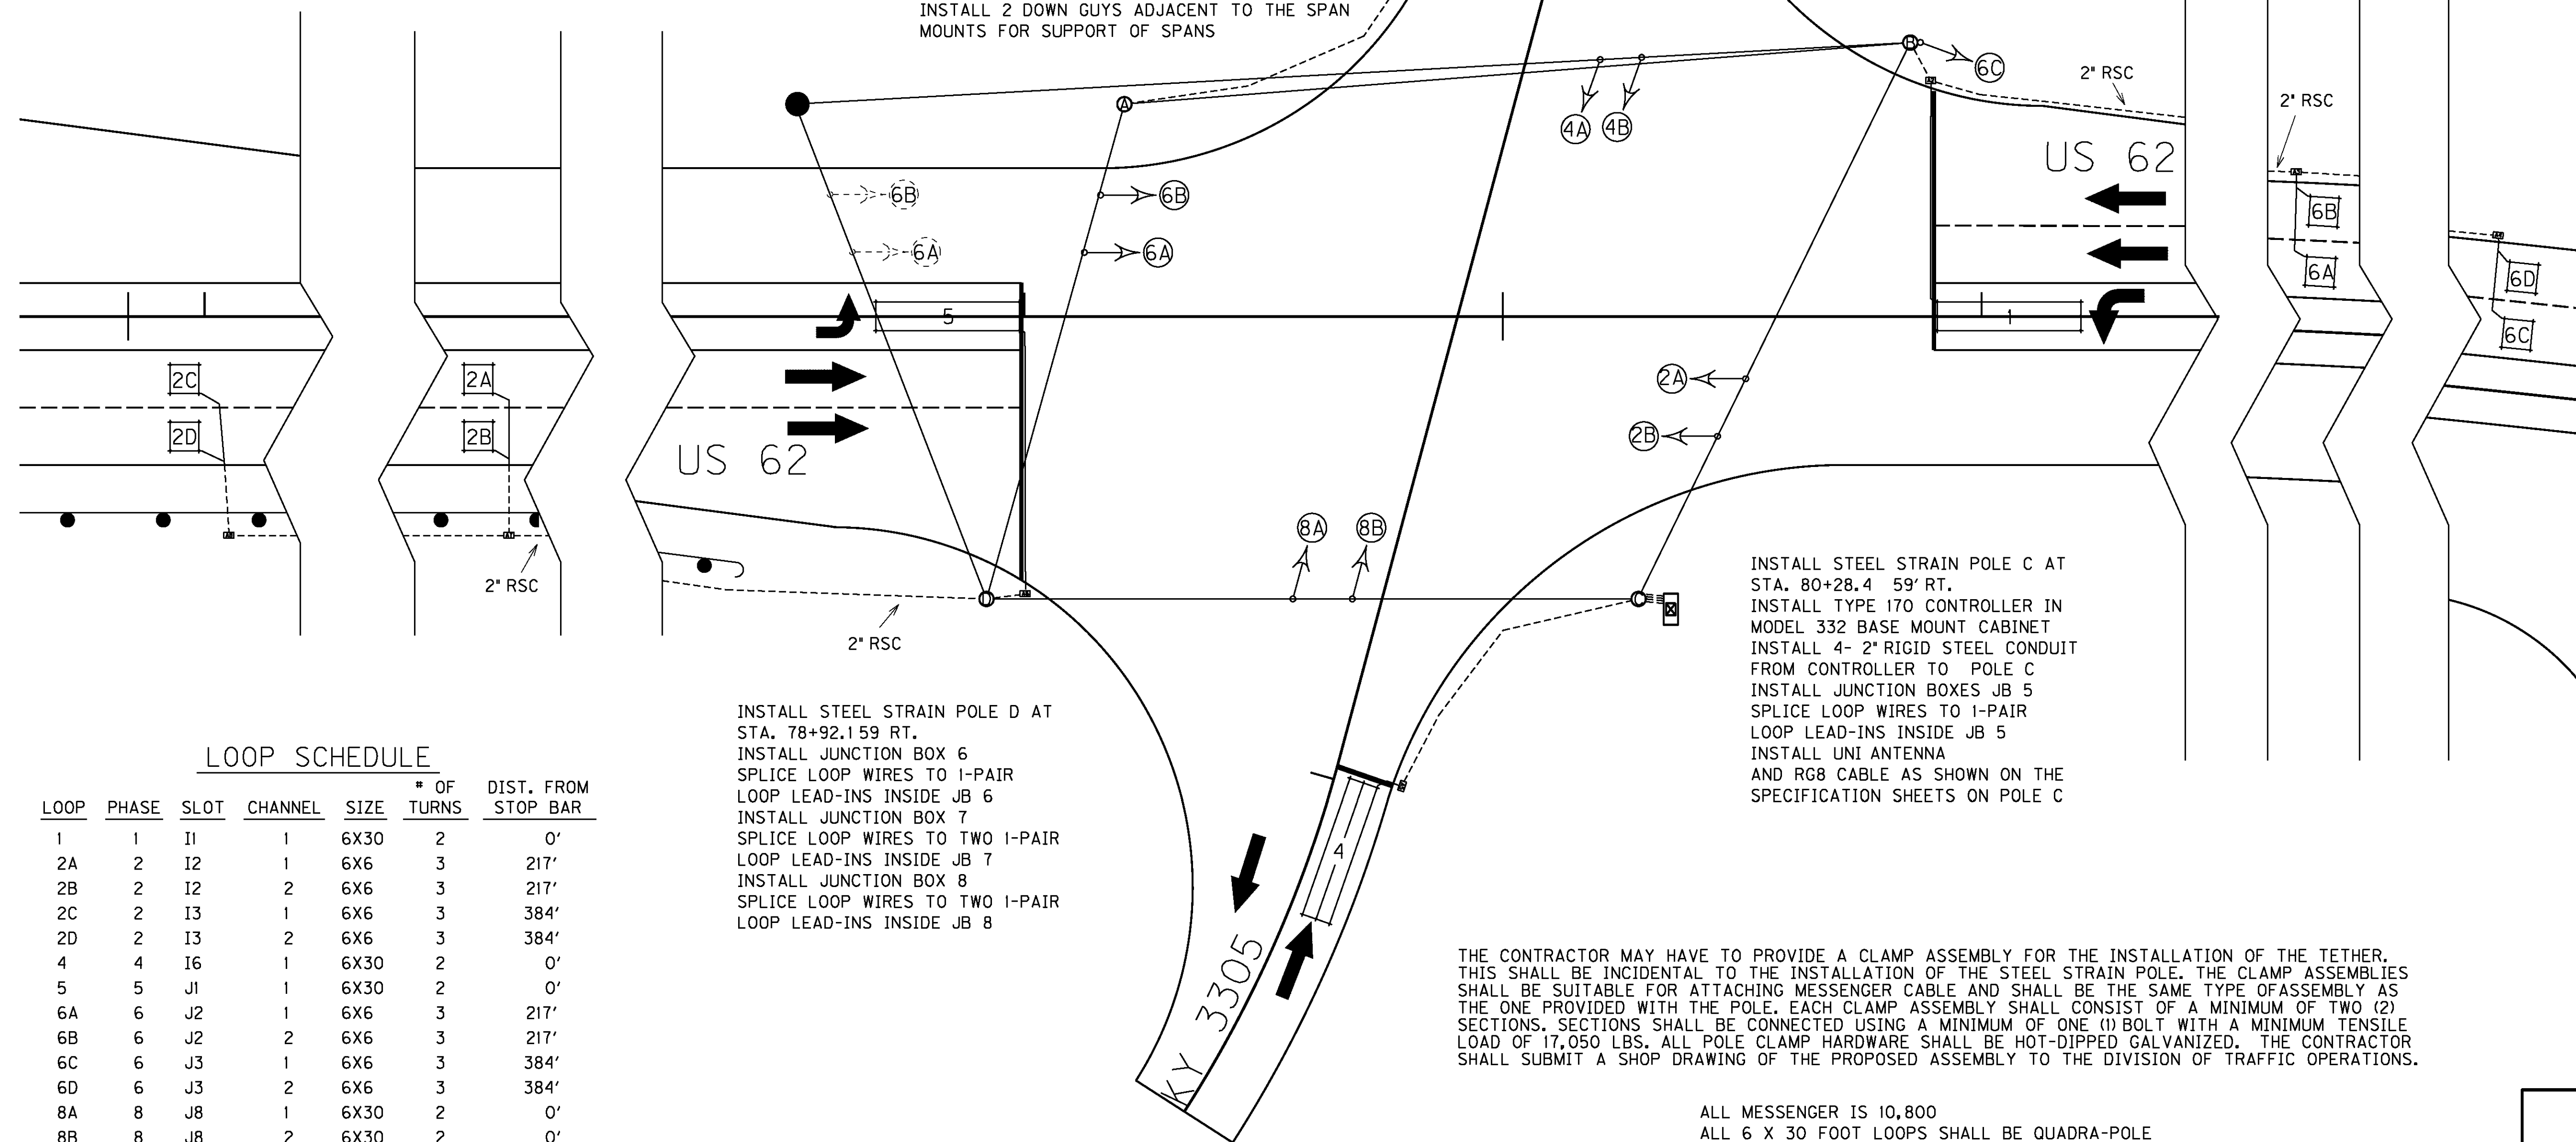 INSTALL 2 DOWN GUYS ADJACENT TO THE SPAN
MOUNTS FOR SUPPORT OF SPANS
B
6C
2" RSC
2" RSC
A
4A
4B
US 62
6B
6B
6B
6A
6A
6A
6D
6C
5
1
2C
2A
2D
2B
US 62
2A
2B
8A
8B
2" RSC
2" RSC
D
C
INSTALL STEEL STRAIN POLE C AT
STA. 80+28.4 59' RT.
INSTALL TYPE 170 CONTROLLER IN
MODEL 332 BASE MOUNT CABINET
INSTALL 4- 2" RIGID STEEL CONDUIT
FROM CONTROLLER TO POLE C
INSTALL JUNCTION BOXES JB 5
SPLICE LOOP WIRES TO 1-PAIR
LOOP LEAD-INS INSIDE JB 5
INSTALL UNI ANTENNA
AND RG8 CABLE AS SHOWN ON THE
SPECIFICATION SHEETS ON POLE C
INSTALL STEEL STRAIN POLE D AT
STA. 78+92.1 59 RT.
INSTALL JUNCTION BOX 6
SPLICE LOOP WIRES TO 1-PAIR
LOOP LEAD-INS INSIDE JB 6
INSTALL JUNCTION BOX 7
SPLICE LOOP WIRES TO TWO 1-PAIR
LOOP LEAD-INS INSIDE JB 7
INSTALL JUNCTION BOX 8
SPLICE LOOP WIRES TO TWO 1-PAIR
LOOP LEAD-INS INSIDE JB 8
4
KY 3305
LOOP SCHEDULE
LOOP PHASE SLOT CHANNEL SIZE # OF TURNS DIST. FROM STOP BAR
1 1 I1 1 6X30 2 0'
2A 2 I2 1 6X6 3 217'
2B 2 I2 2 6X6 3 217'
2C 2 I3 1 6X6 3 384'
2D 2 I3 2 6X6 3 384'
4 4 I6 1 6X30 2 0'
5 5 J1 1 6X30 2 0'
6A 6 J2 1 6X6 3 217'
6B 6 J2 2 6X6 3 217'
6C 6 J3 1 6X6 3 384'
6D 6 J3 2 6X6 3 384'
8A 8 J8 1 6X30 2 0'
8B 8 J8 2 6X30 2 0'
THE CONTRACTOR MAY HAVE TO PROVIDE A CLAMP ASSEMBLY FOR THE INSTALLATION OF THE TETHER.
THIS SHALL BE INCIDENTAL TO THE INSTALLATION OF THE STEEL STRAIN POLE. THE CLAMP ASSEMBLIES
SHALL BE SUITABLE FOR ATTACHING MESSENGER CABLE AND SHALL BE THE SAME TYPE OFASSEMBLY AS
THE ONE PROVIDED WITH THE POLE. EACH CLAMP ASSEMBLY SHALL CONSIST OF A MINIMUM OF TWO (2)
SECTIONS. SECTIONS SHALL BE CONNECTED USING A MINIMUM OF ONE (1) BOLT WITH A MINIMUM TENSILE
LOAD OF 17,050 LBS. ALL POLE CLAMP HARDWARE SHALL BE HOT-DIPPED GALVANIZED. THE CONTRACTOR
SHALL SUBMIT A SHOP DRAWING OF THE PROPOSED ASSEMBLY TO THE DIVISION OF TRAFFIC OPERATIONS.
ALL MESSENGER IS 10,800
ALL 6 X 30 FOOT LOOPS SHALL BE QUADRA-POLE